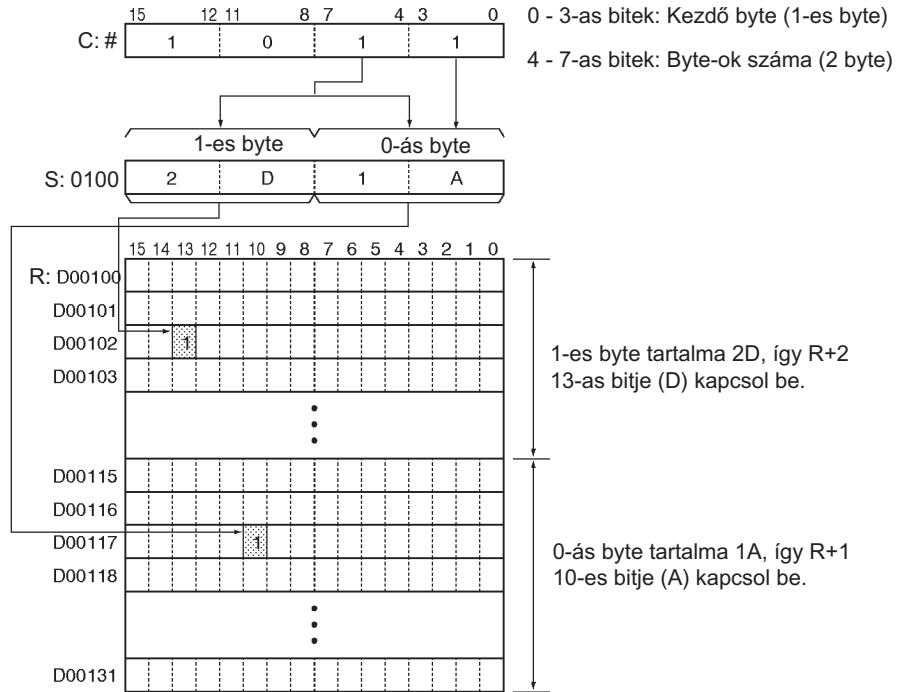 15 12 11 8 7 4 3 0
C: # 1 0 1 1
0 - 3-as bitek: Kezdő byte (1-es byte)
4 - 7-as bitek: Byte-ok száma (2 byte)
1-es byte 0-ás byte
S: 0100 2 D 1 A
15 14 13 12 11 10 9 8 7 6 5 4 3 2 1 0
R: D00100
D00101
D00102 1
D00103
1-es byte tartalma 2D, így R+2
13-as bitje (D) kapcsol be.
D00115
D00116
D00117 1
D00118
0-ás byte tartalma 1A, így R+1
10-es bitje (A) kapcsol be.
D00131